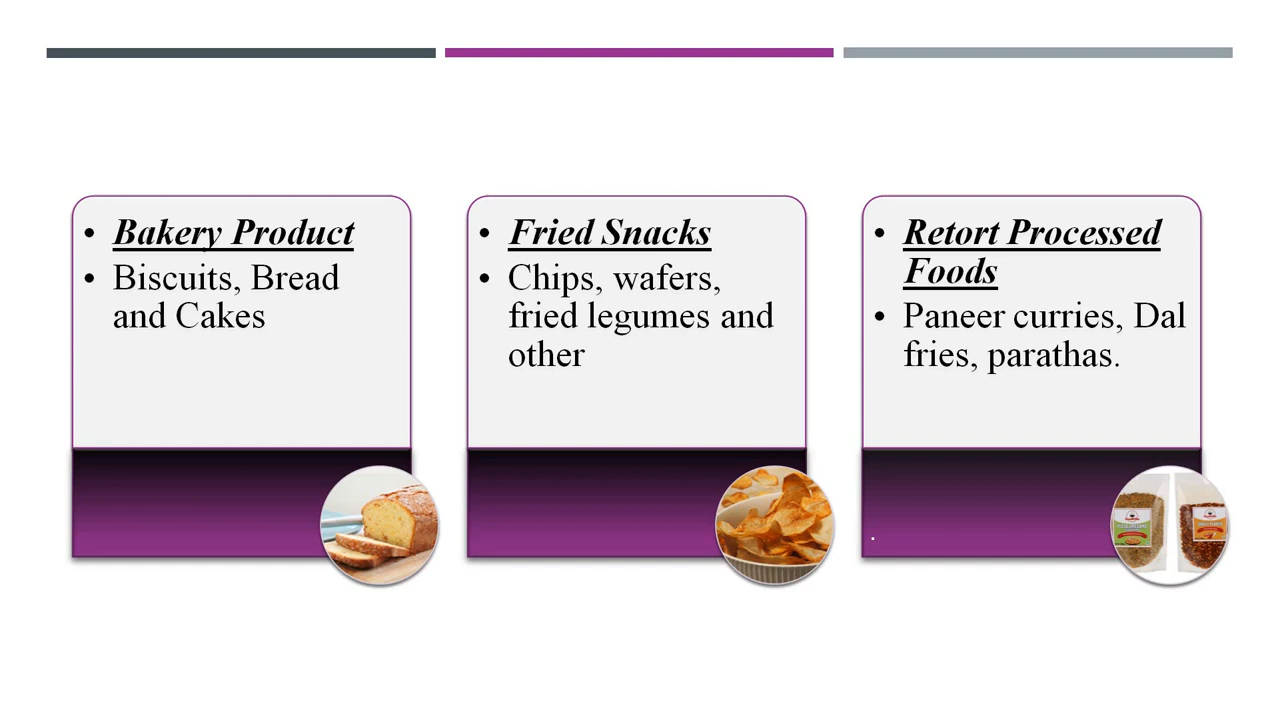 • Bakery Product
• Biscuits, Bread
and Cakes
• Fried Snacks
• Chips, wafers,
fried legumes and
other
• Retort Processed
Foods
• Paneer curries, Dal
fries, parathas.
.